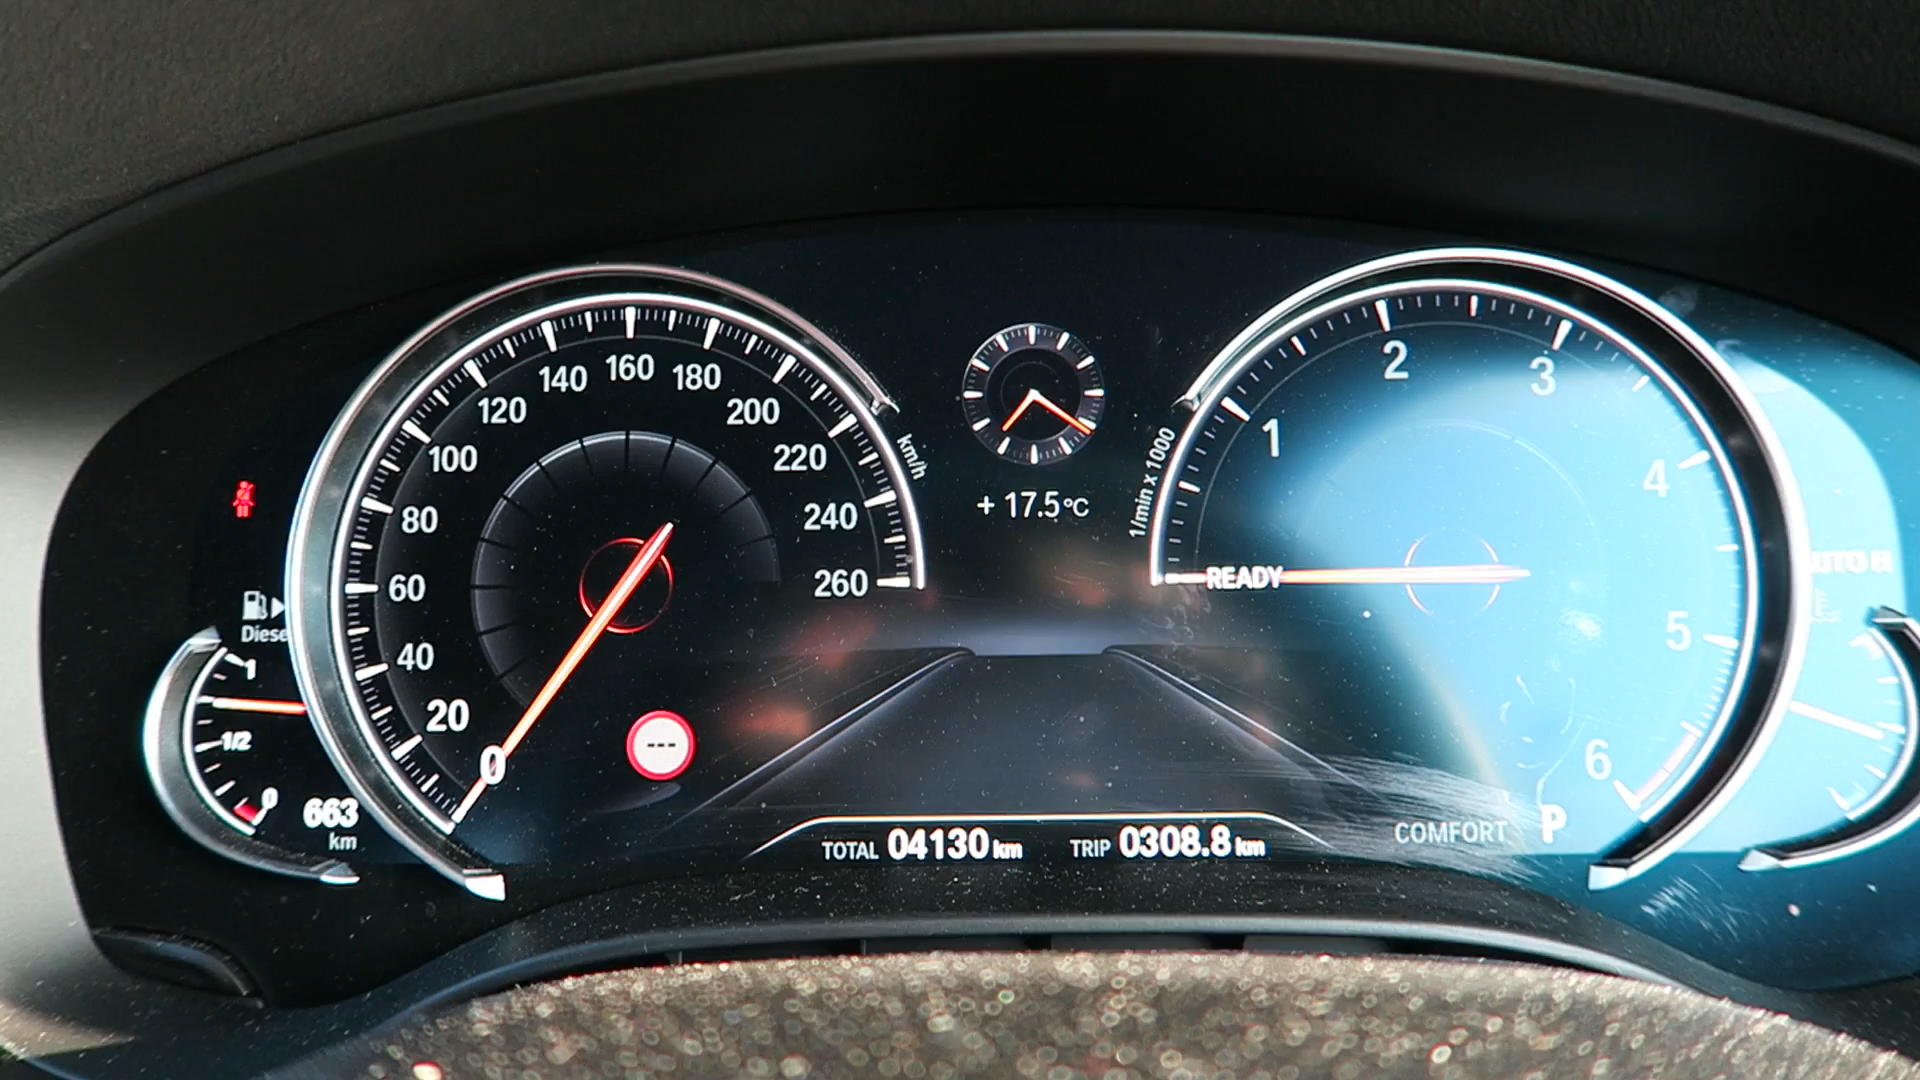 140 160 180
120 200
100 220
80 240
60 260
40
20
0
km/h
---
Diese
1
1/2
0
663
km
+ 17.5°C
1/min x 1000
1
2
3
4
5
6
READY
TOTAL 04130 km TRIP 0308.8 km
COMFORT P
UTO H